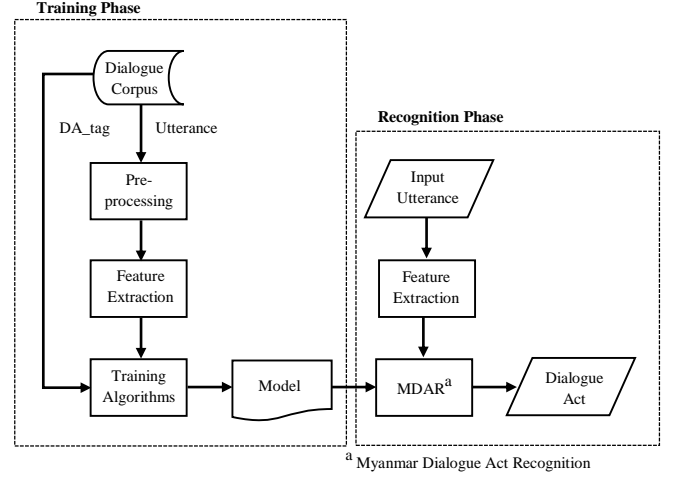 Training Phase
Dialogue
Corpus
DA_tag
Utterance
Pre-
processing
Feature
Extraction
Training
Algorithms
Model
Recognition Phase
Input
Utterance
Feature
Extraction
MDARa
Dialogue
Act
a Myanmar Dialogue Act Recognition